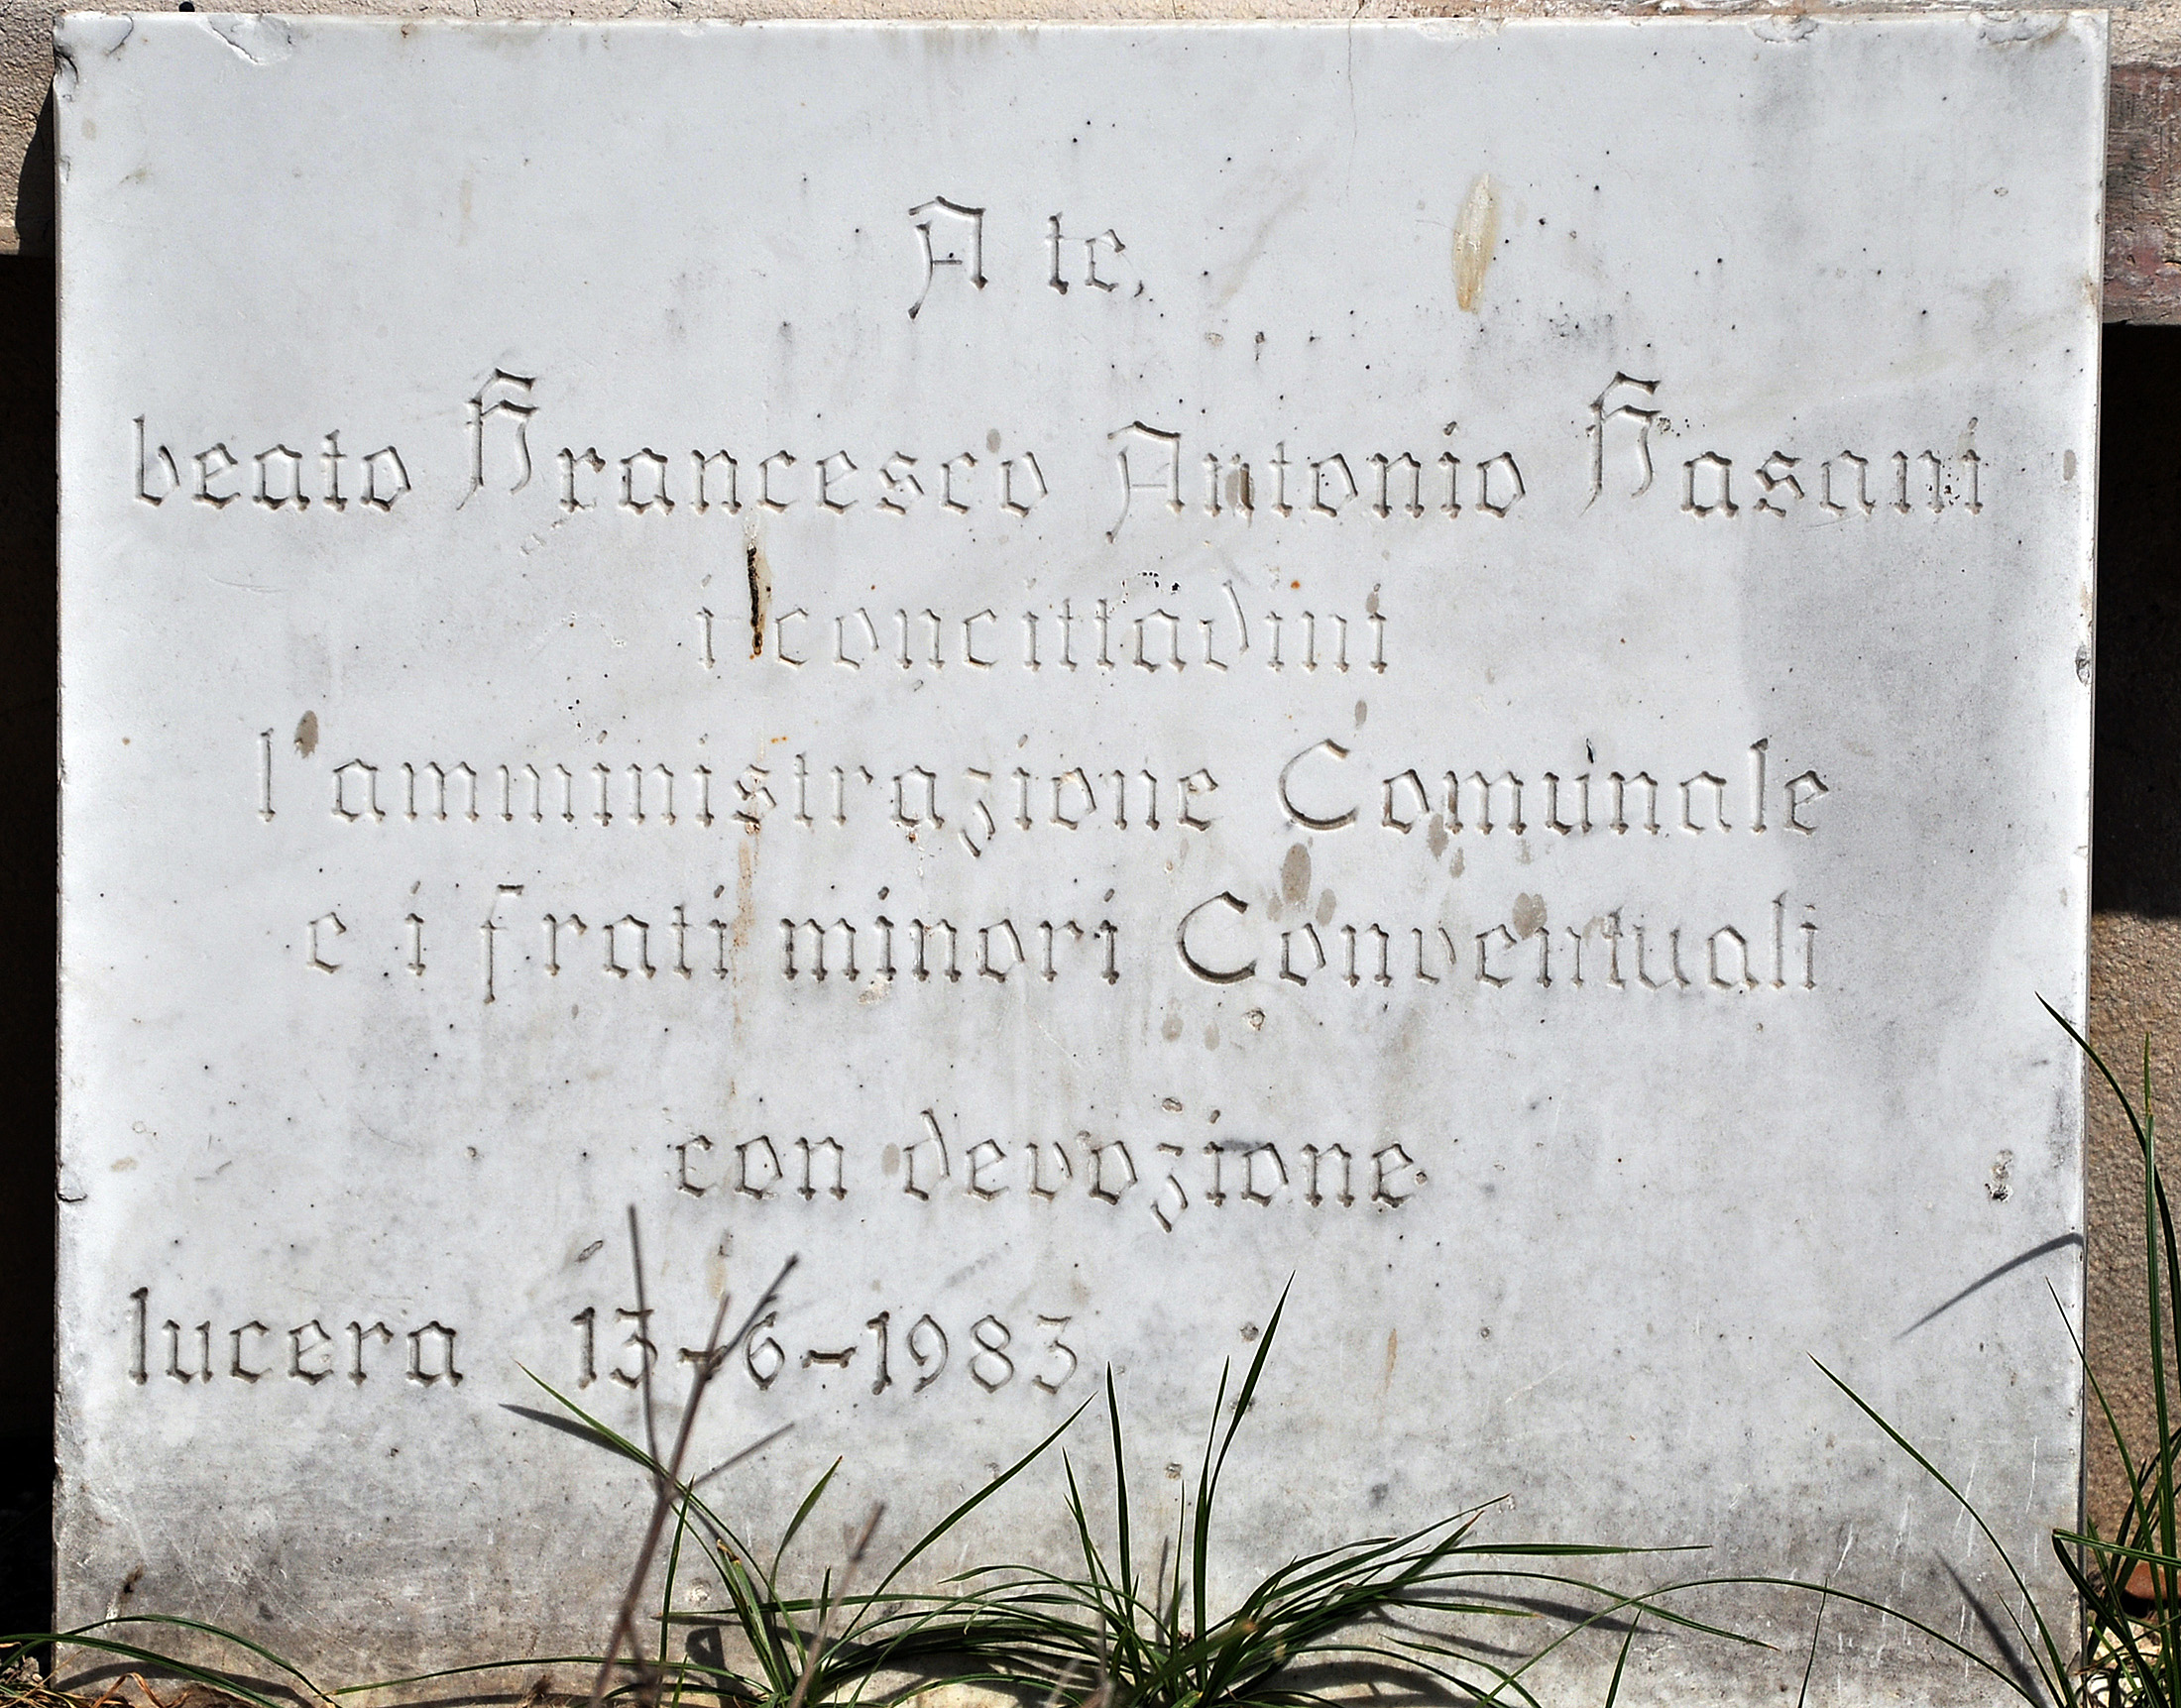 A te,
beato Francesco Antonio Fasani
i concittadini
l'amministrazione Comunale
e i frati minori Conventuali
con devozione
lucera 13-6-1983